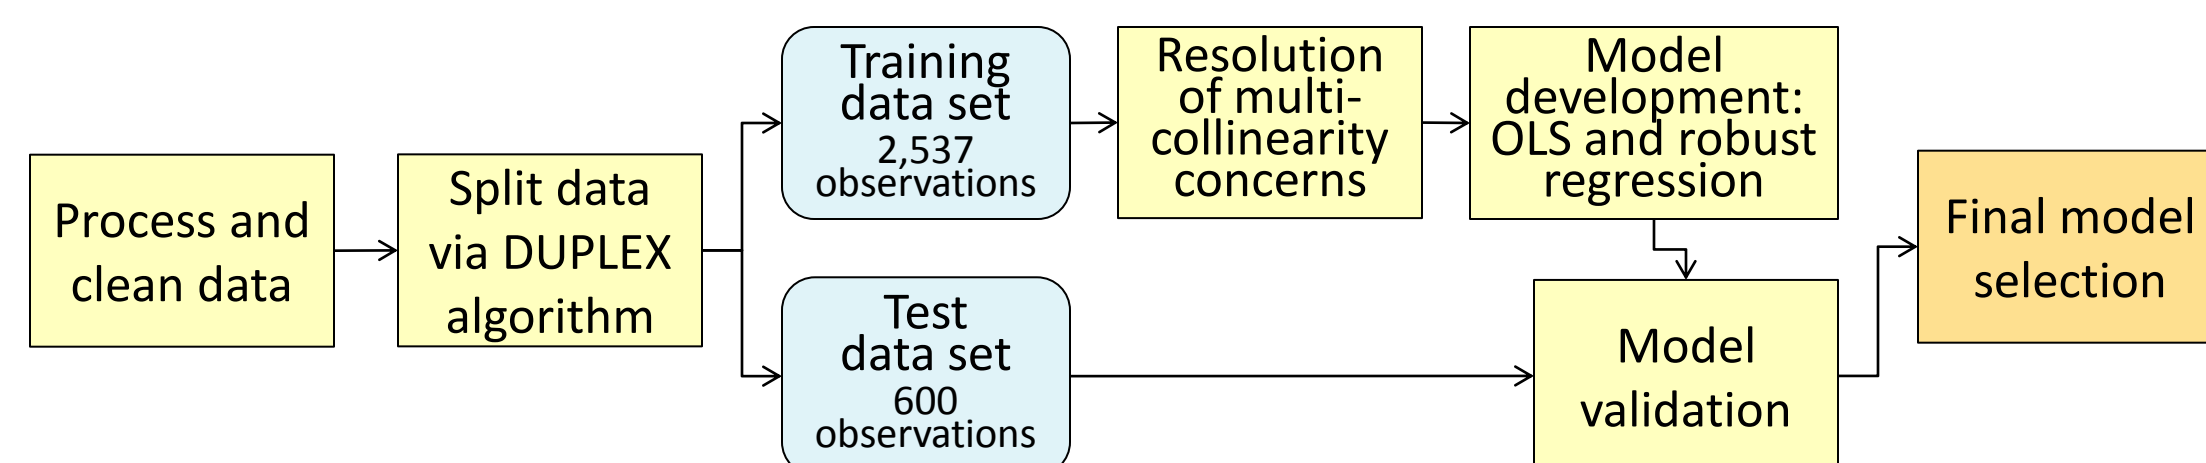 Process and
clean data
Split data
via DUPLEX
algorithm
Training
data set
2,537
observations
Test
data set
600
observations
Resolution
of multi-
collinearity
concerns
Model
development:
OLS and robust
regression
Model
validation
Final model
selection